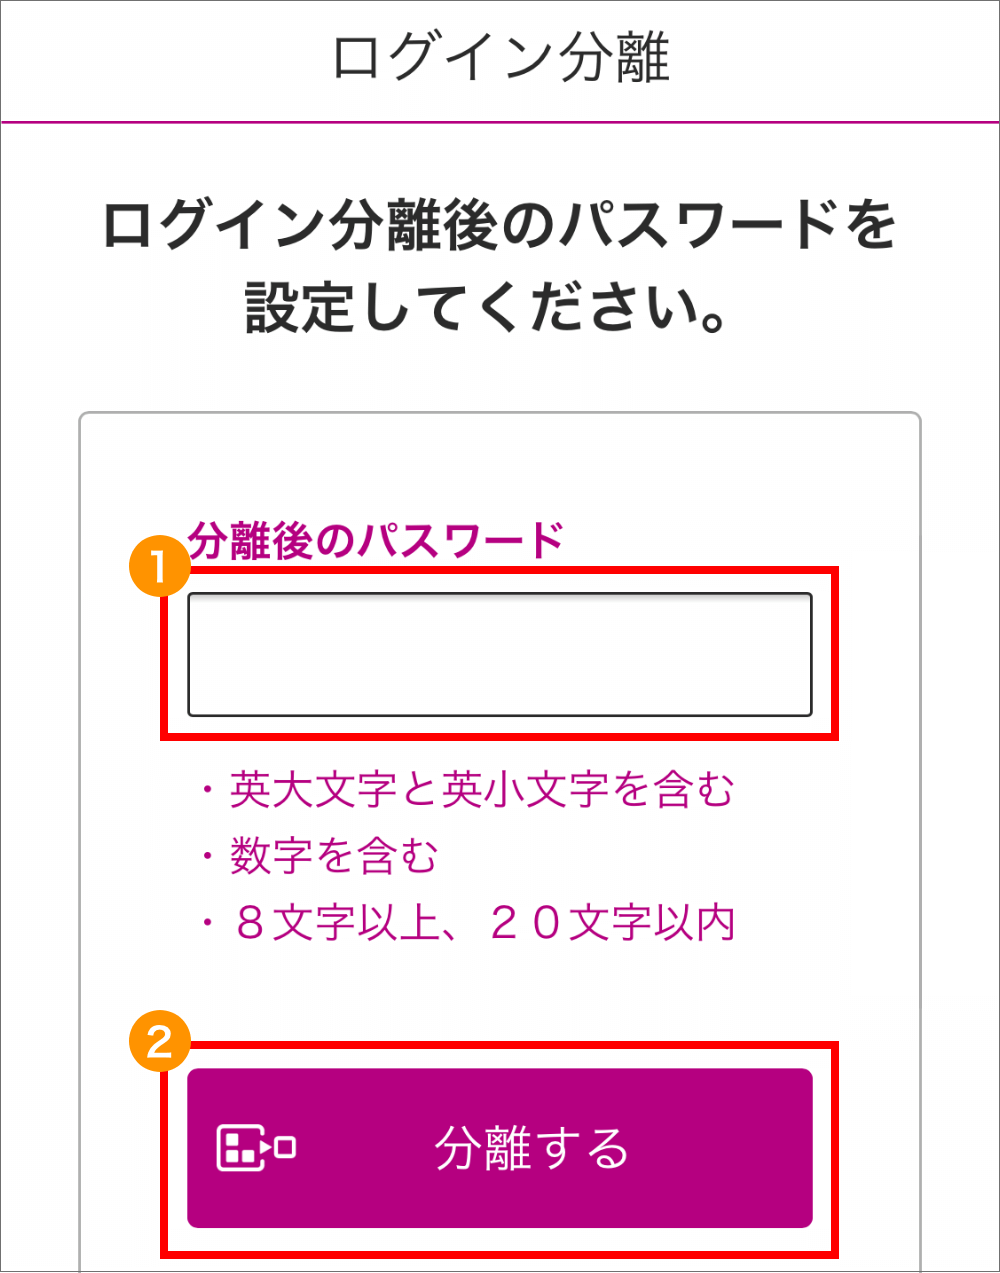 ログイン分離
ログイン分離後のパスワードを
設定してください。
分離後のパスワード
1
・英大文字と英小文字を含む
・数字を含む
・８文字以上、２０文字以内
2
分離する